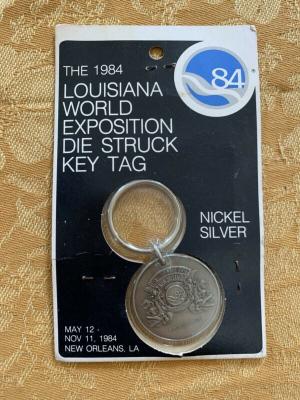 THE 1984
LOUISIANA
WORLD
EXPOSITION
DIE STRUCK
KEY TAG
84
NICKEL
SILVER
MAY 12 -
NOV 11, 1984
NEW ORLEANS, LA